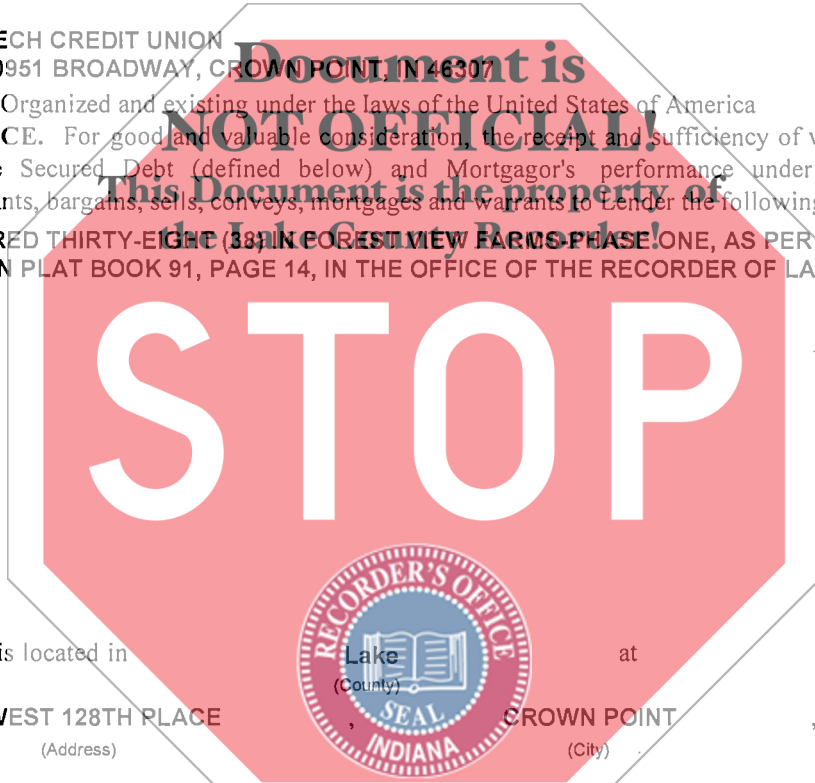 ECH CREDIT UNION
Document is
9951 BROADWAY, CROWN POINT, IN 46307
Organized and existing under the laws of the United States of America
NOT OFFICIAL!
CE. For good and valuable consideration, the receipt and sufficiency of
Secured Debt (defined below) and Mortgagor's performance under
This Document is the property of
nts, bargains, sells, conveys, mortgages and warrants to Lender the following
the Lake County Recorder!
RED THIRTY-EIGHT (38) IN FOREST VIEW FARMS-PHASE ONE, AS PER
N PLAT BOOK 91, PAGE 14, IN THE OFFICE OF THE RECORDER OF LA
STOP
RECORDER'S OFFICE
is located in Lake at
(County)
SEAL
WEST 128TH PLACE , CROWN POINT ,
INDIANA
(Address) (City)